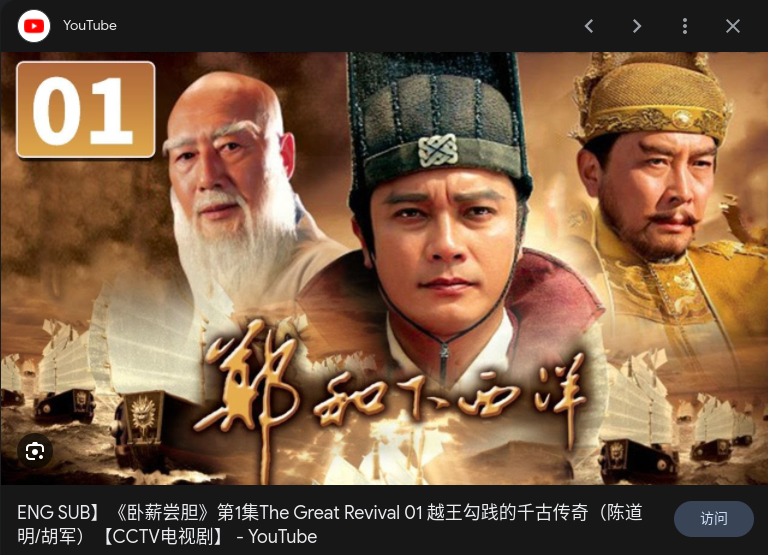 YouTube
01
鄭和下西洋
ENG SUB】《卧薪尝胆》第1集The Great Revival 01 越王勾践的千古传奇（陈道
明/胡军）【CCTV电视剧】 - YouTube
访问